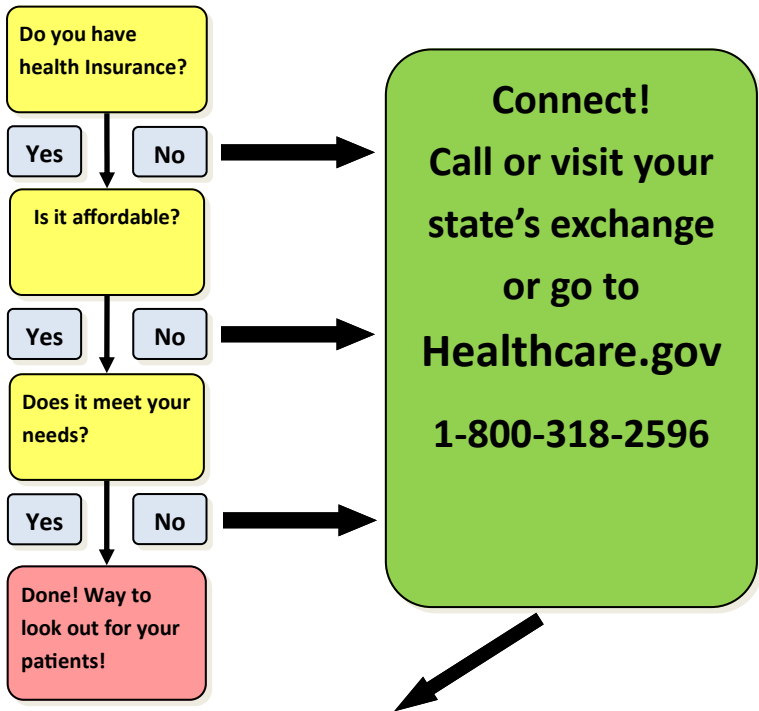 Do you have
health Insurance?
Yes
No
Is it affordable?
Yes
No
Does it meet your
needs?
Yes
No
Done! Way to
look out for your
patients!
Connect!
Call or visit your
state’s exchange
or go to
Healthcare.gov
1-800-318-2596